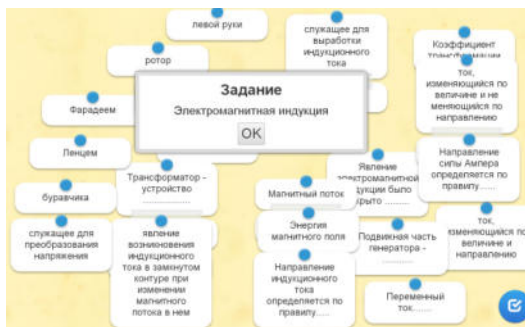 левой руки
служащее для
выработки
индукционного
тока
Коэффициент
трансформации
ротор
ток,
изменяющийся по
величине и не
меняющийся по
направлению
Задание
Электромагнитная индукция
OK
Фарадеем
Ленцем
Трансформатор -
устройство
..................
Явление
электромагнитной
индукции было
открыто .........
Направление
силы Ампера
определяется по
правилу......
буравчика
Магнитный поток
служащее для
преобразования
напряжения
явление
возникновения
индукционного
тока в замкнутом
контуре при
изменении
магнитного
потока в нем
Энергия
магнитного поля
Подвижная часть
генератора -
...........
ток,
изменяющийся по
величине и
направлению
Направление
индукционного
тока
определяется по
правилу.....
Переменный
ток.......